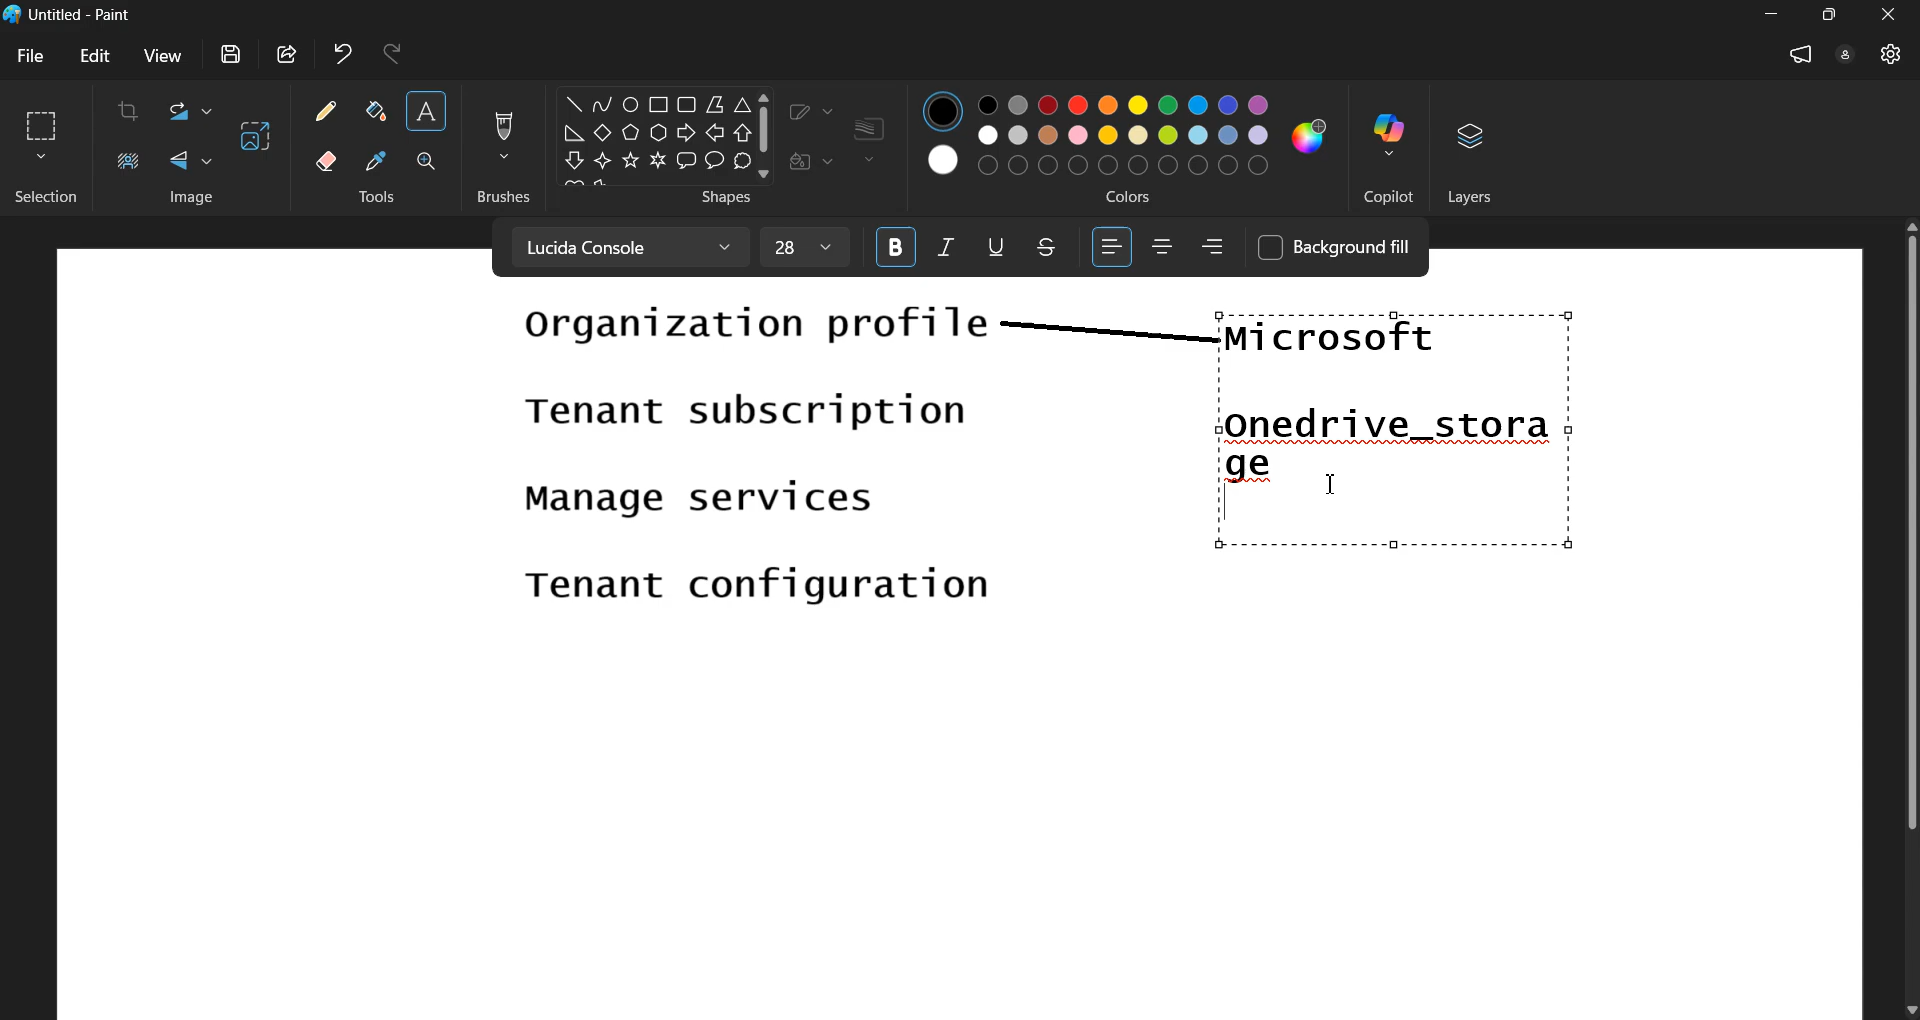 Untitled - Paint
File Edit View
Selection Image Tools Brushes Shapes Colors Copilot Layers
Lucida Console 28 B I U S Background fill
Organization profile
Microsoft
Tenant subscription
Onedrive_stora
ge
Manage services
Tenant configuration